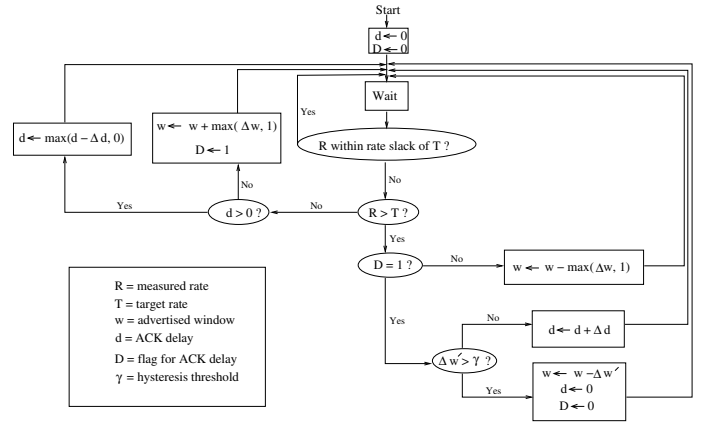 Start
d ← 0
D ← 0
Wait
Yes
R within rate slack of T ?
No
d ← max(d − Δ d, 0)
w ← w + max( Δw, 1)
D ← 1
No
Yes
d > 0 ?
No
R > T ?
Yes
D = 1 ?
No
w ← w − max( Δw, 1)
Yes
No
d ← d + Δ d
Δ w′ > γ ?
Yes
w ← w − Δw′
d ← 0
D ← 0
R = measured rate
T = target rate
w = advertised window
d = ACK delay
D = flag for ACK delay
γ = hysteresis threshold